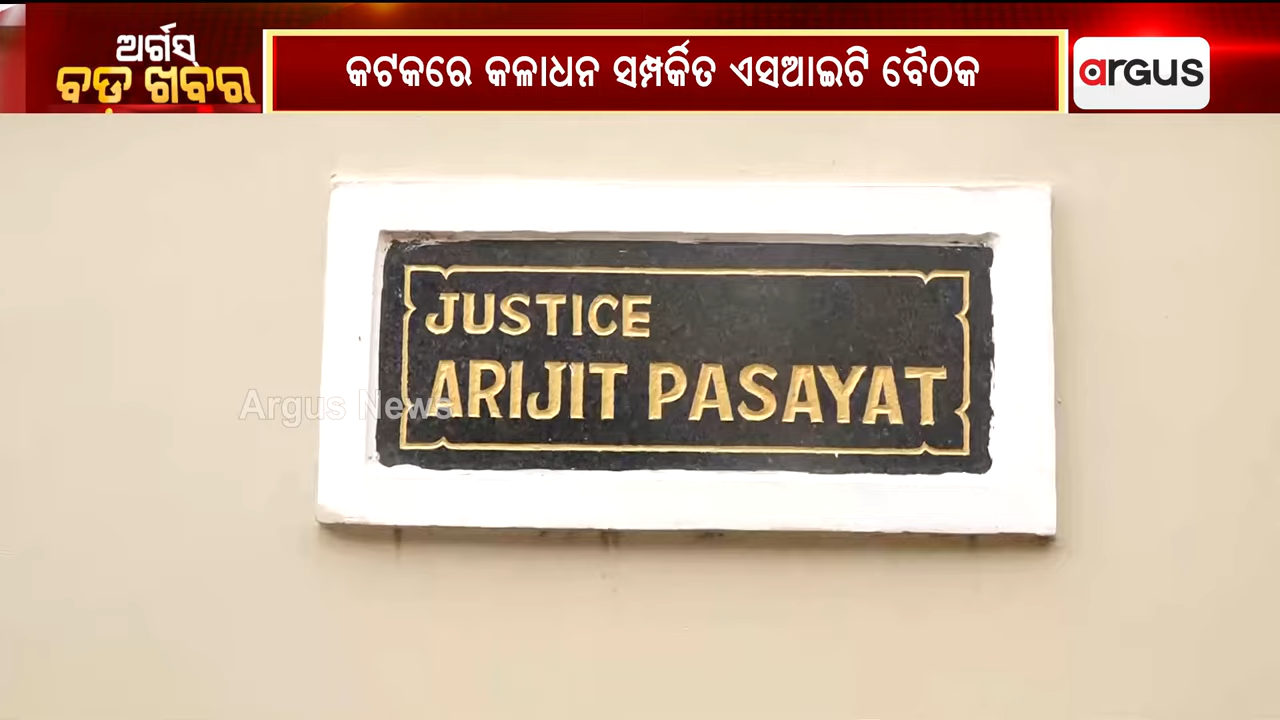 ଅର୍ଗସ୍
ବଡ଼ ଖବର
କଟକରେ କଳାଧନ ସମ୍ପର୍କିତ ଏସଆଇଟି ବୈଠକ
argus
JUSTICE
ARIJIT PASAYAT
Argus News